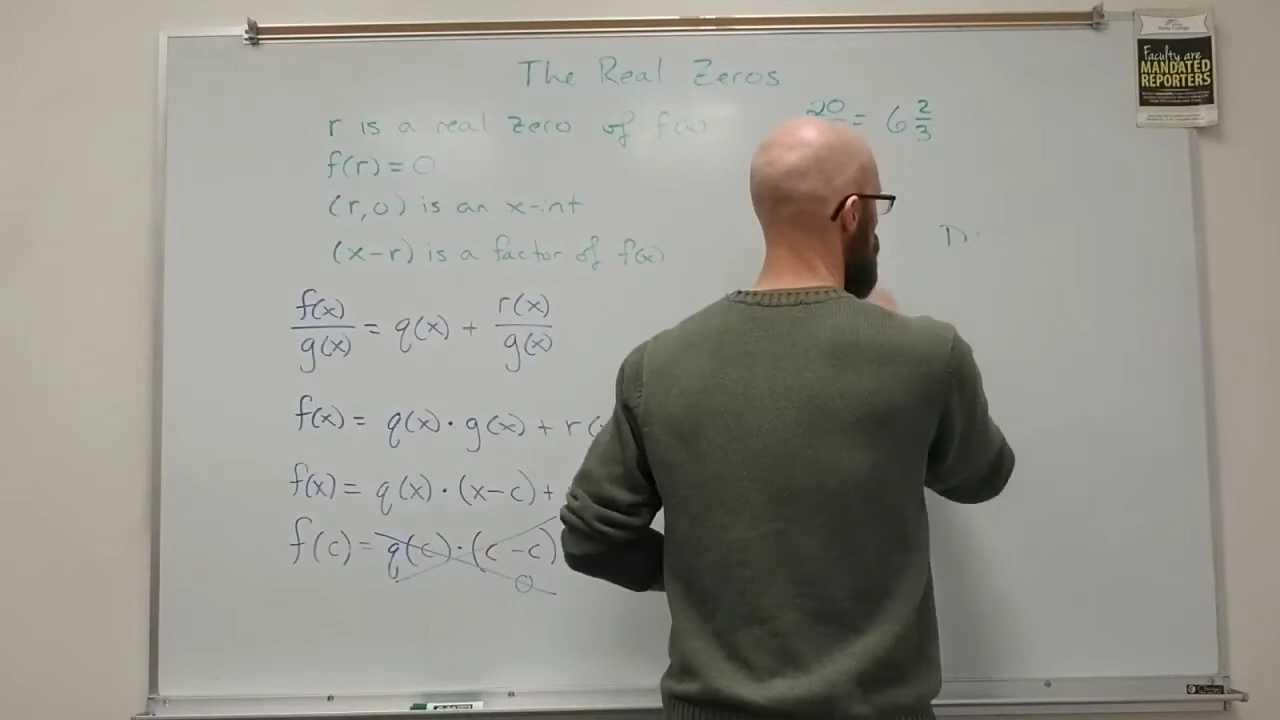 The Real Zeros
r is a real zero of f(x)
20 = 6 2/3
f(r) = 0
(r,0) is an x-int
(x-r) is a factor of f(x)
f(x)/g(x) = q(x) + r(x)/g(x)
f(x) = q(x) · g(x) + r(
f(x) = q(x) · (x-c) +
f(c) = q(c) · (c-c)
0
Faculty are
MANDATED
REPORTERS